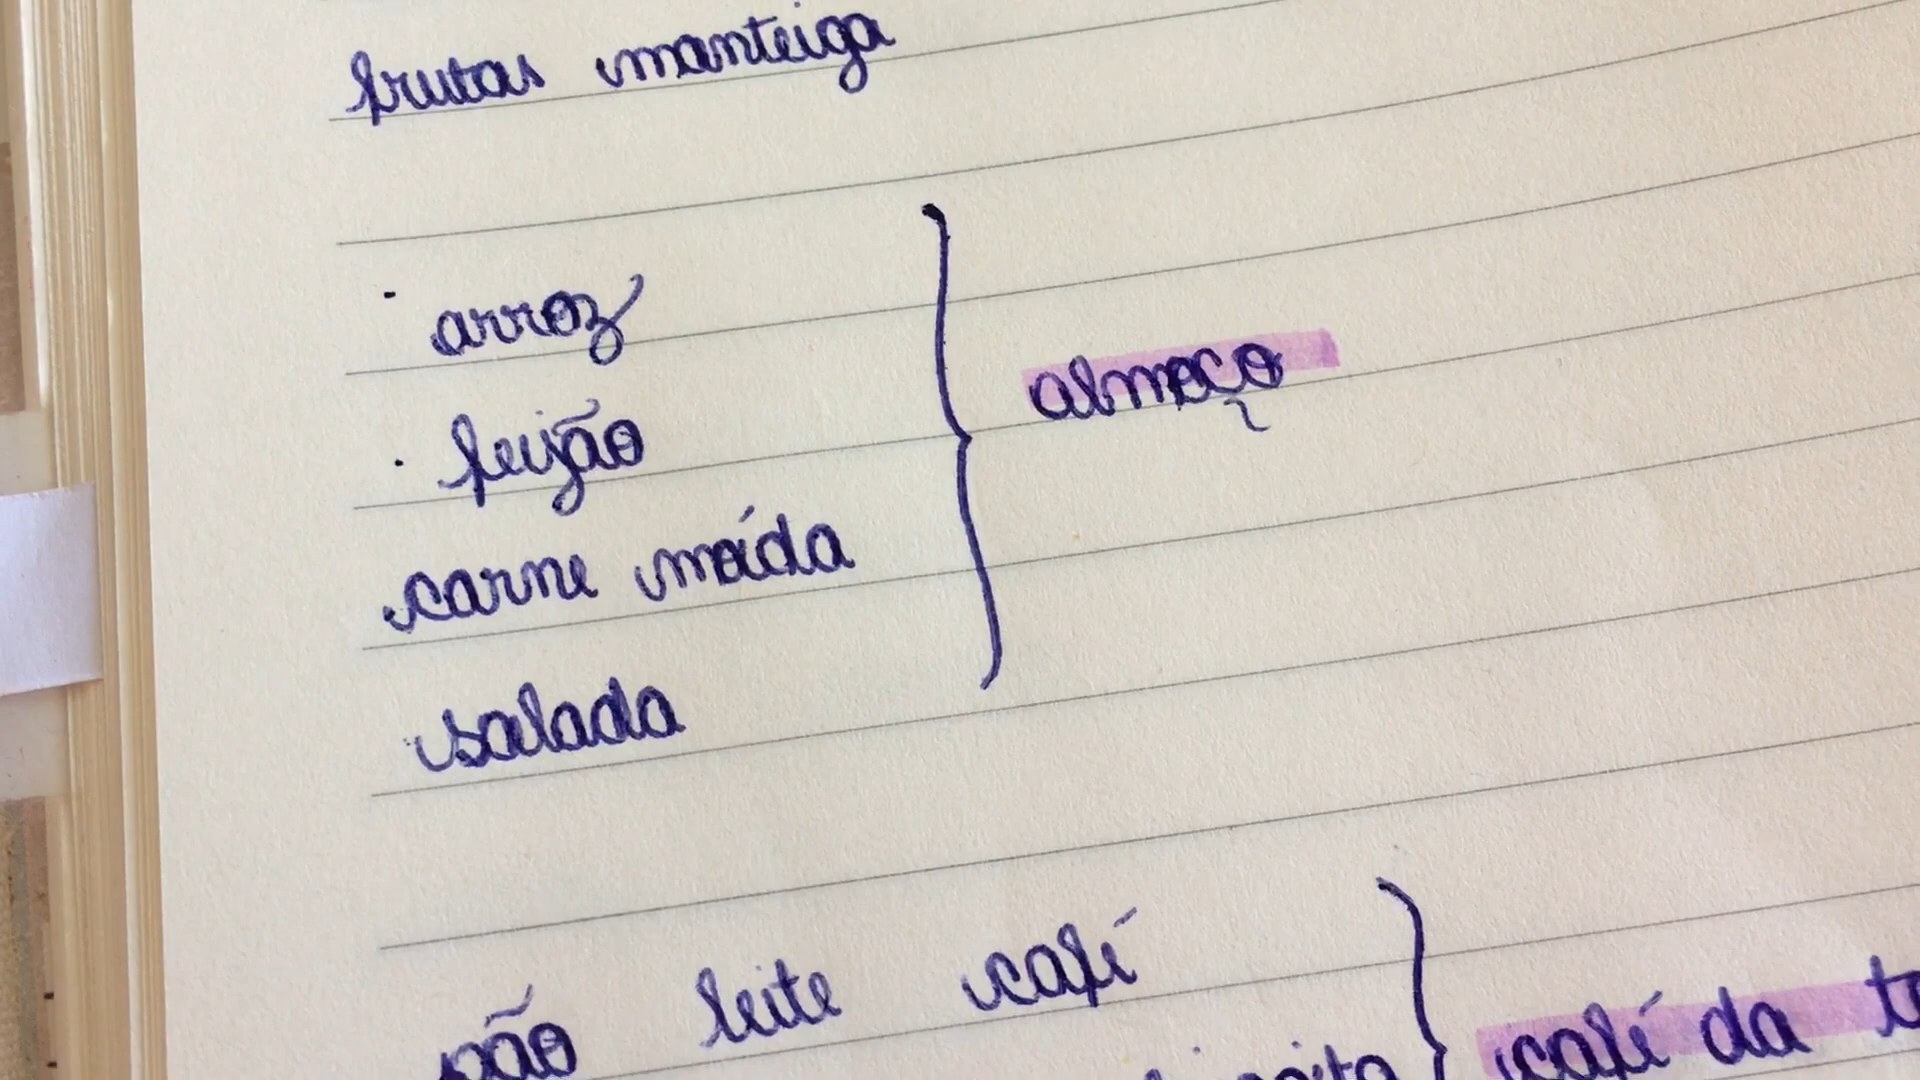 frutas manteiga
· arroz
· feijão
carne moída
salada
almoço
pão leite café
café da